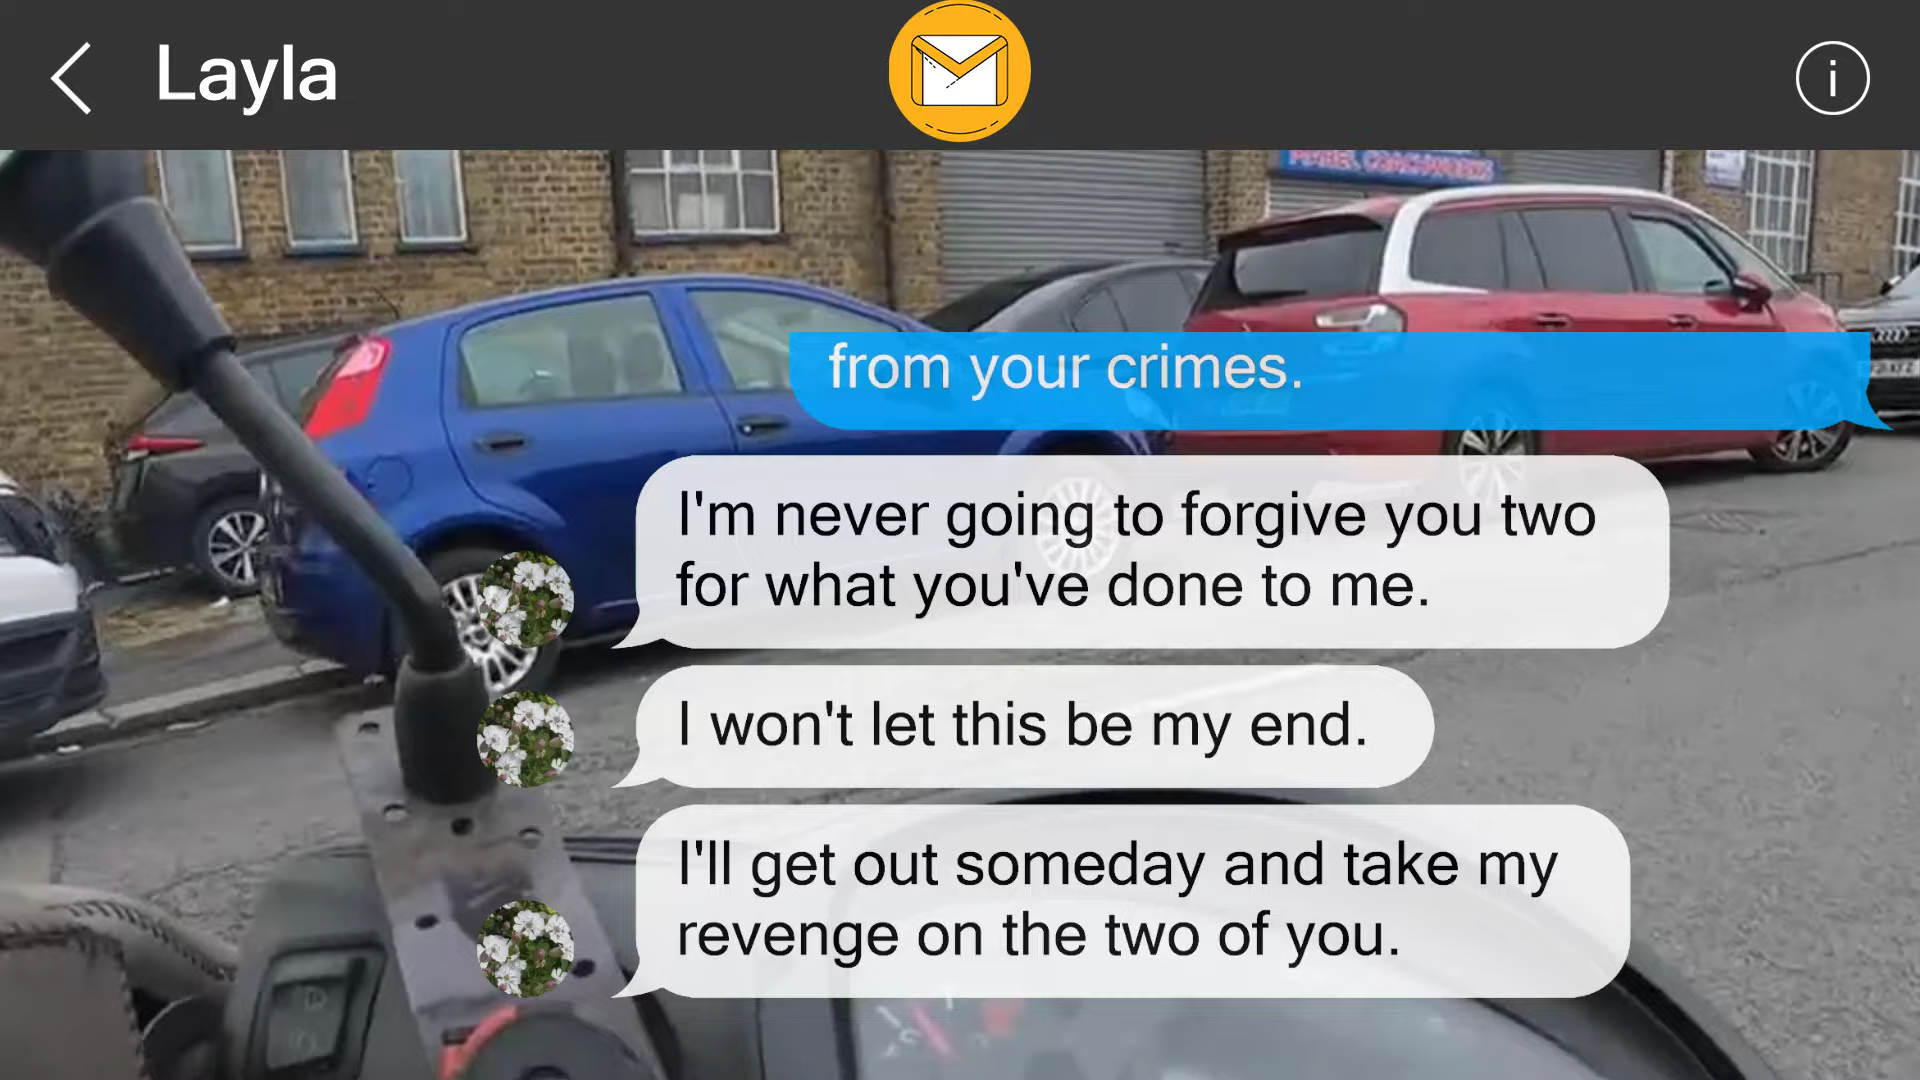 Layla
from your crimes.
I'm never going to forgive you two
for what you've done to me.
I won't let this be my end.
I'll get out someday and take my
revenge on the two of you.